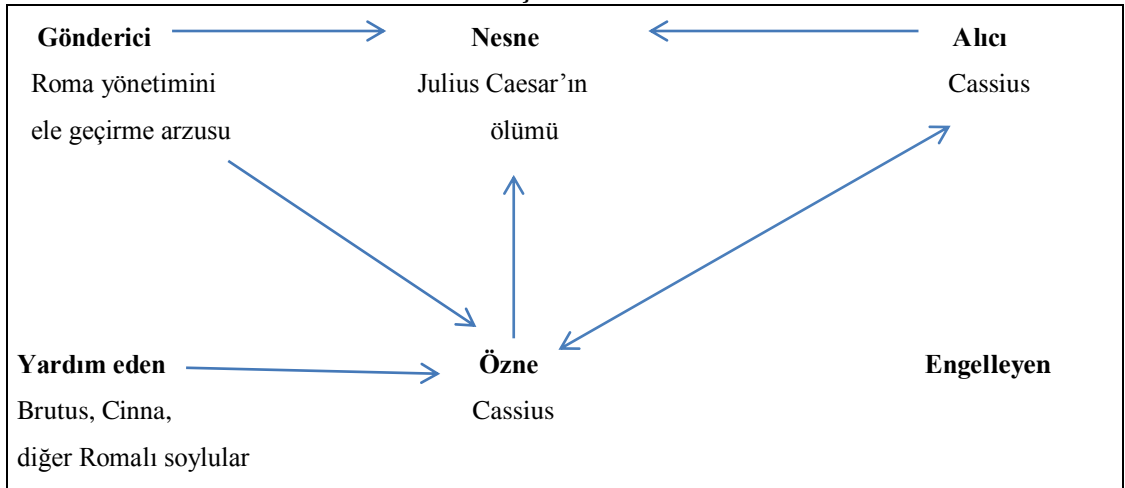 Gönderici Nesne Alıcı
Roma yönetimini Julius Caesar’ın Cassius
ele geçirme arzusu ölümü
Yardım eden Özne Engelleyen
Brutus, Cinna, Cassius
diğer Romalı soylular